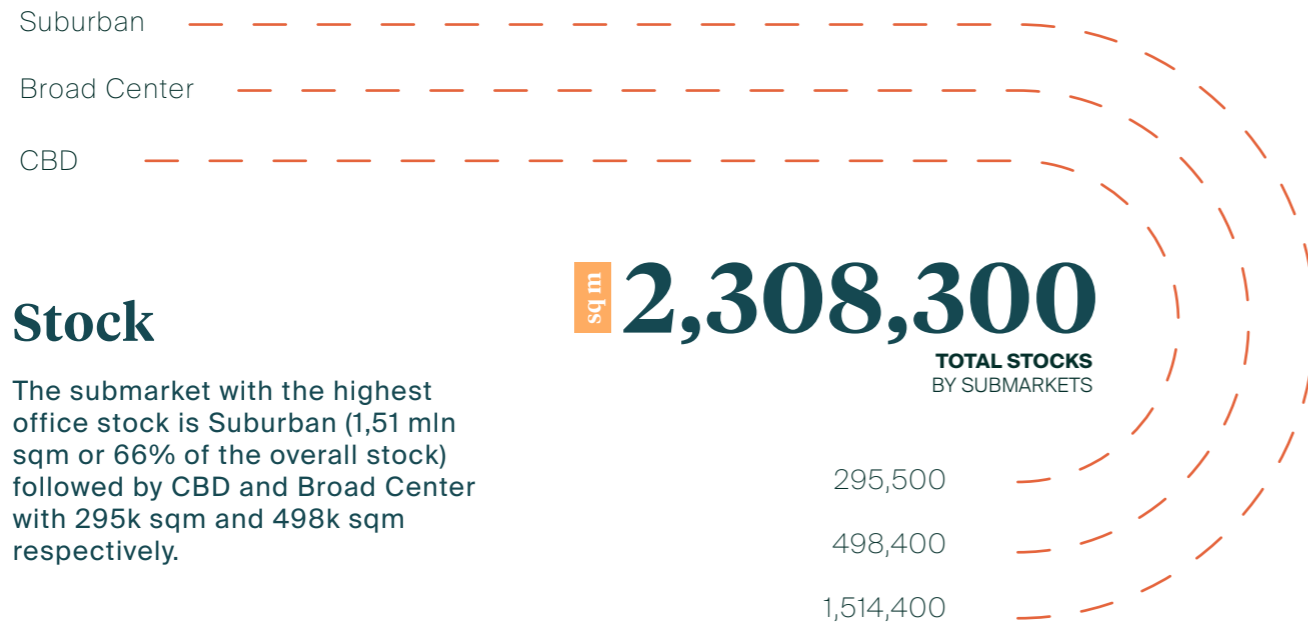 Suburban
Broad Center
CBD
sq m
2,308,300
TOTAL STOCKS
BY SUBMARKETS
Stock
The submarket with the highest
office stock is Suburban (1,51 mln
sqm or 66% of the overall stock)
followed by CBD and Broad Center
with 295k sqm and 498k sqm
respectively.
295,500
498,400
1,514,400